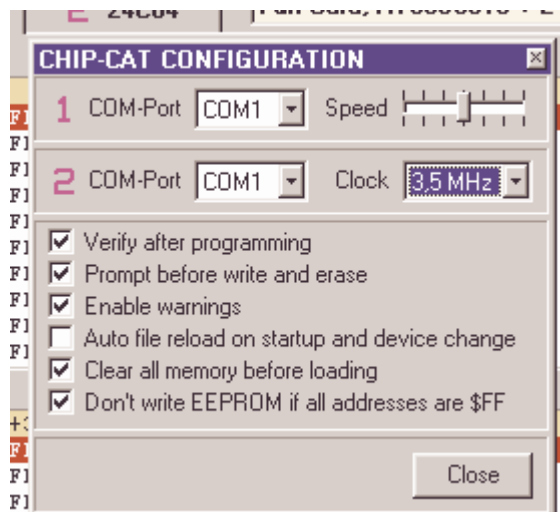 24C64
CHIP-CAT CONFIGURATION
1 COM-Port COM1 Speed
2 COM-Port COM1 Clock 3,5 MHz
Verify after programming
Prompt before write and erase
Enable warnings
Auto file reload on startup and device change
Clear all memory before loading
Don't write EEPROM if all addresses are $FF
Close